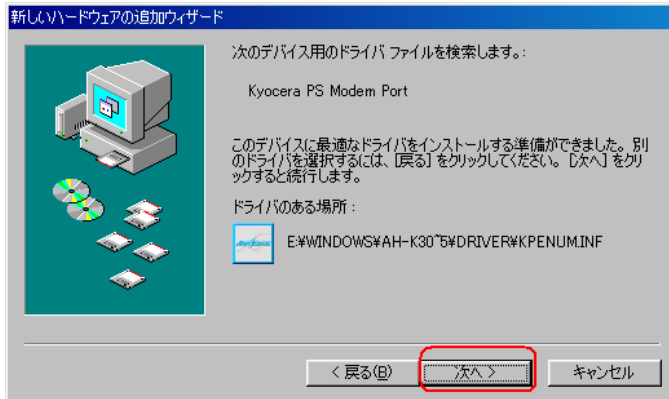 新しいハードウェアの追加ウィザード
次のデバイス用のドライバ ファイルを検索します。:
Kyocera PS Modem Port
このデバイスに最適なドライバをインストールする準備ができました。別
のドライバを選択するには、[戻る] をクリックしてください。[次へ] をクリ
ックすると続行します。
ドライバのある場所 :
AIR-EDGE
E:¥WINDOWS¥AH-K30~5¥DRIVER¥KPENUM.INF
< 戻る(B)
次へ >
キャンセル